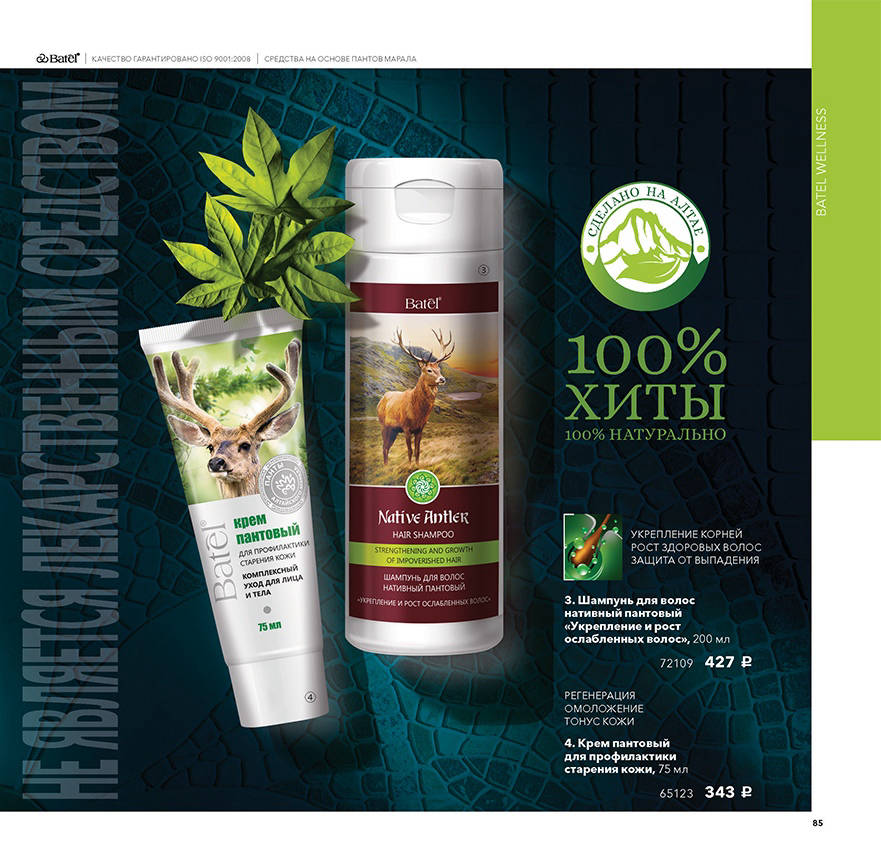 Batel®
КАЧЕСТВО ГАРАНТИРОВАНО ISO 9001:2008
СРЕДСТВА НА ОСНОВЕ ПАНТОВ МАРАЛА
BATEL WELLNESS
НЕ ЯВЛЯЕТСЯ ЛЕКАРСТВЕННЫМ СРЕДСТВОМ
3
Batel®
Native Antler
HAIR SHAMPOO
STRENGTHENING AND GROWTH
OF IMPOVERISHED HAIR
ШАМПУНЬ ДЛЯ ВОЛОС
НАТИВНЫЙ ПАНТОВЫЙ
«УКРЕПЛЕНИЕ И РОСТ ОСЛАБЛЕННЫХ ВОЛОС»
Batel®
ПАНТЫ
крем
пантовый
ДЛЯ ПРОФИЛАКТИКИ
СТАРЕНИЯ КОЖИ
КОМПЛЕКСНЫЙ
УХОД ДЛЯ ЛИЦА
И ТЕЛА
75 мл
4
СДЕЛАНО НА АЛТАЕ
100%
ХИТЫ
100% НАТУРАЛЬНО
УКРЕПЛЕНИЕ КОРНЕЙ
РОСТ ЗДОРОВЫХ ВОЛОС
ЗАЩИТА ОТ ВЫПАДЕНИЯ
3. Шампунь для волос
нативный пантовый
«Укрепление и рост
ослабленных волос», 200 мл
72109 427 ₽
РЕГЕНЕРАЦИЯ
ОМОЛОЖЕНИЕ
ТОНУС КОЖИ
4. Крем пантовый
для профилактики
старения кожи, 75 мл
65123 343 ₽
85